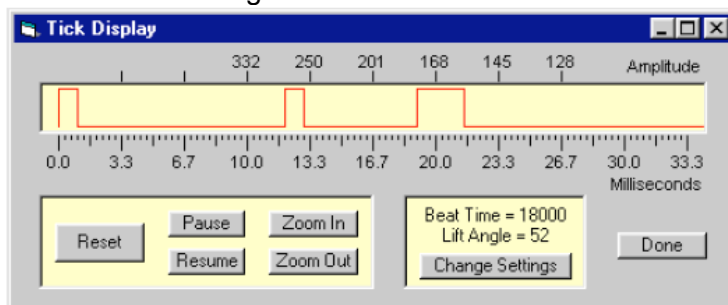 Tick Display
332 250 201 168 145 128 Amplitude
0.0 3.3 6.7 10.0 13.3 16.7 20.0 23.3 26.7 30.0 33.3
Milliseconds
Reset
Pause
Zoom In
Resume
Zoom Out
Beat Time = 18000
Lift Angle = 52
Change Settings
Done